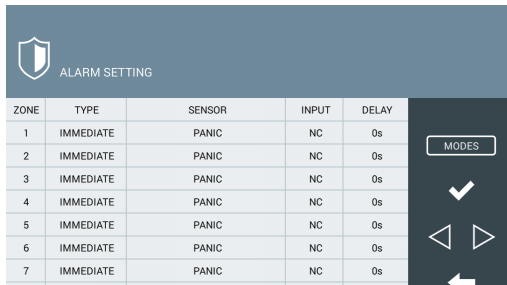 ALARM SETTING
ZONE TYPE SENSOR INPUT DELAY
1 IMMEDIATE PANIC NC 0s
MODES
2 IMMEDIATE PANIC NC 0s
3 IMMEDIATE PANIC NC 0s
4 IMMEDIATE PANIC NC 0s
5 IMMEDIATE PANIC NC 0s
6 IMMEDIATE PANIC NC 0s
7 IMMEDIATE PANIC NC 0s